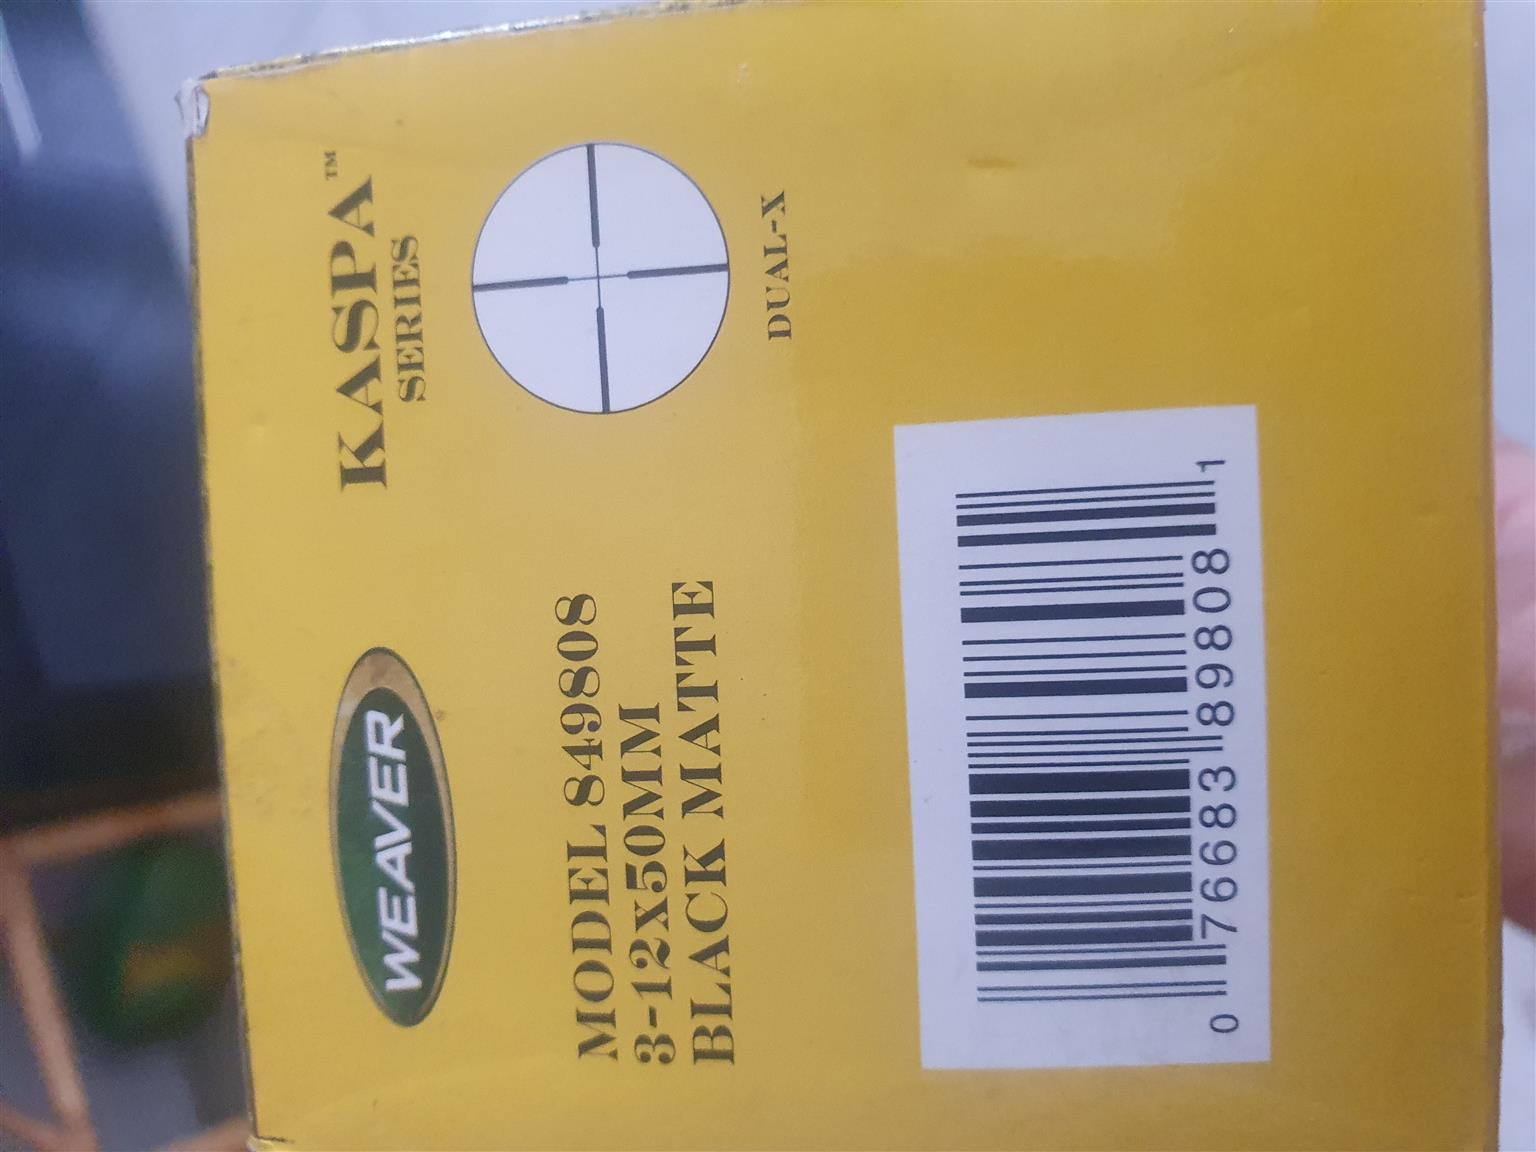 WEAVER
KASPA™
SERIES
MODEL 849808
3-12X50MM
BLACK MATTE
DUAL-X
0 76683 89808 1